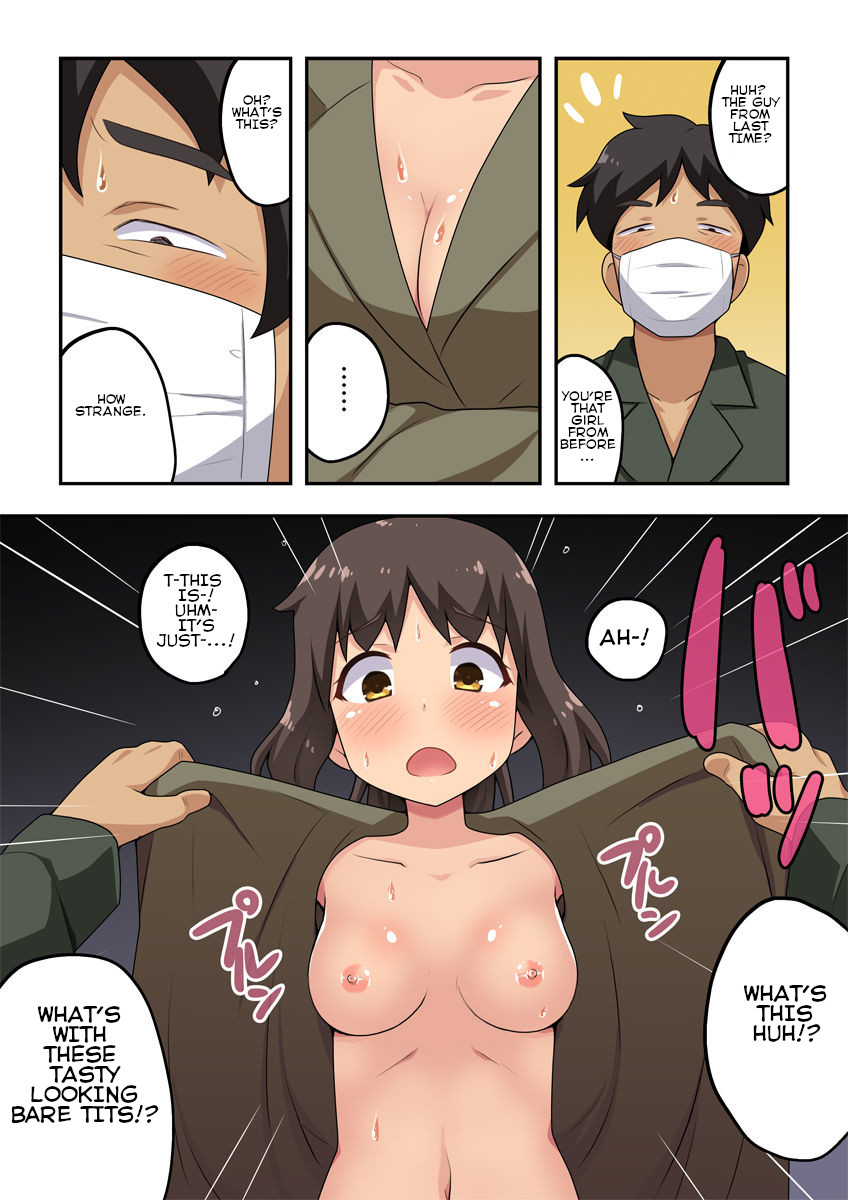 HUH?
THE GUY
FROM
LAST
TIME?
YOU'RE
THAT
GIRL
FROM
BEFORE
...
......
OH?
WHAT'S
THIS?
HOW
STRANGE.
AH-!
バッ
T-THIS
IS-!
UHM-
IT'S
JUST-...!
プルン
プルン
WHAT'S
THIS
HUH!?
WHAT'S
WITH
THESE
TASTY
LOOKING
BARE TITS!?